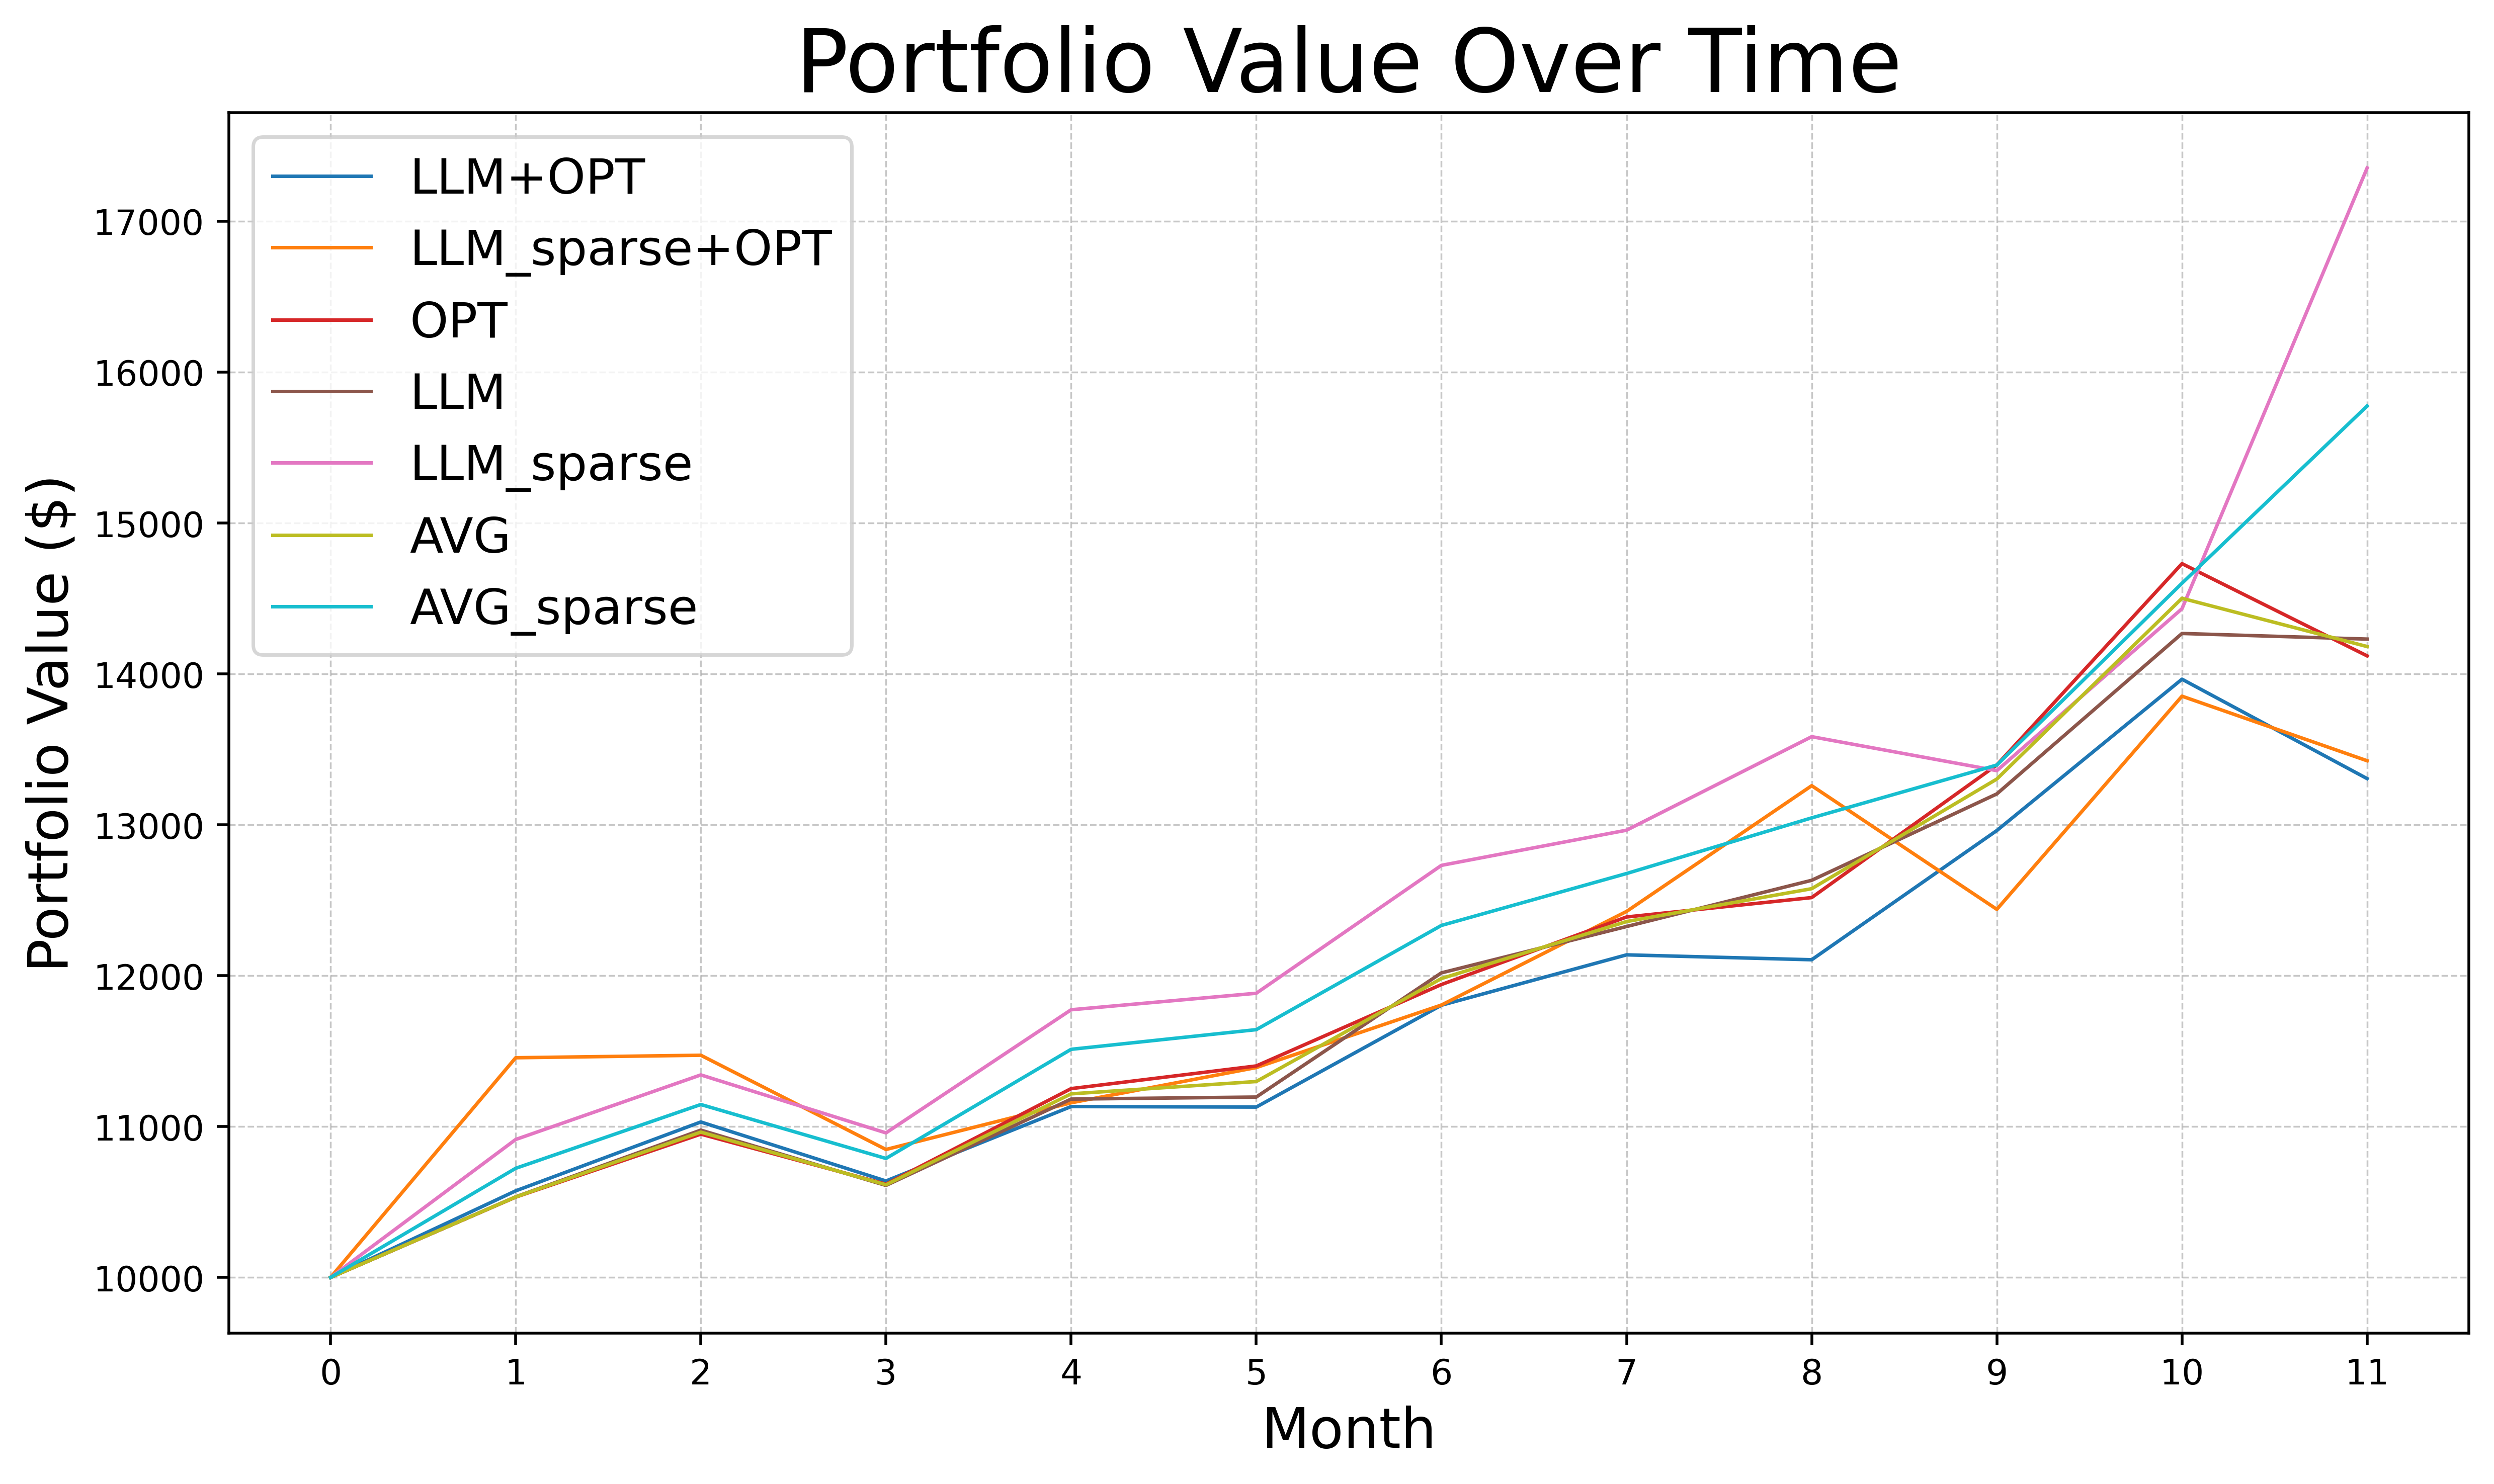 Portfolio Value Over Time
LLM+OPT
LLM_sparse+OPT
OPT
LLM
LLM_sparse
AVG
AVG_sparse
Portfolio Value ($)
17000
16000
15000
14000
13000
12000
11000
10000
0 1 2 3 4 5 6 7 8 9 10 11
Month